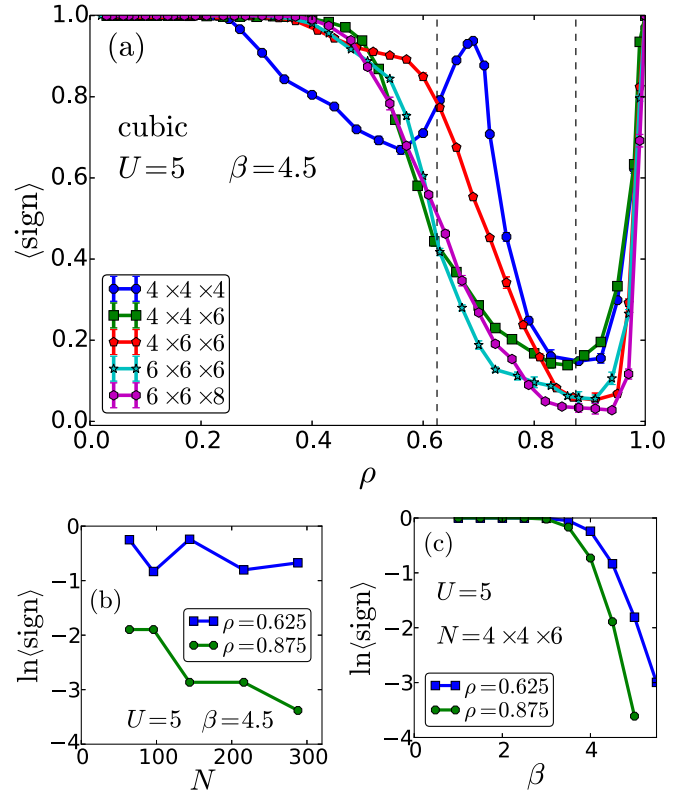 (a)
cubic
U=5 β=4.5
4×4×4
4×4×6
4×6×6
6×6×6
6×6×8
⟨sign⟩
1.0
0.8
0.6
0.4
0.2
0.0
0.0 0.2 0.4 0.6 0.8 1.0
ρ
(b)
ln⟨sign⟩
0
−1
−2
−3
−4
ρ=0.625
ρ=0.875
U=5 β=4.5
0 100 200 300
N
(c)
ln⟨sign⟩
0
−1
−2
−3
−4
U=5
N=4×4×6
ρ=0.625
ρ=0.875
0 2 4
β